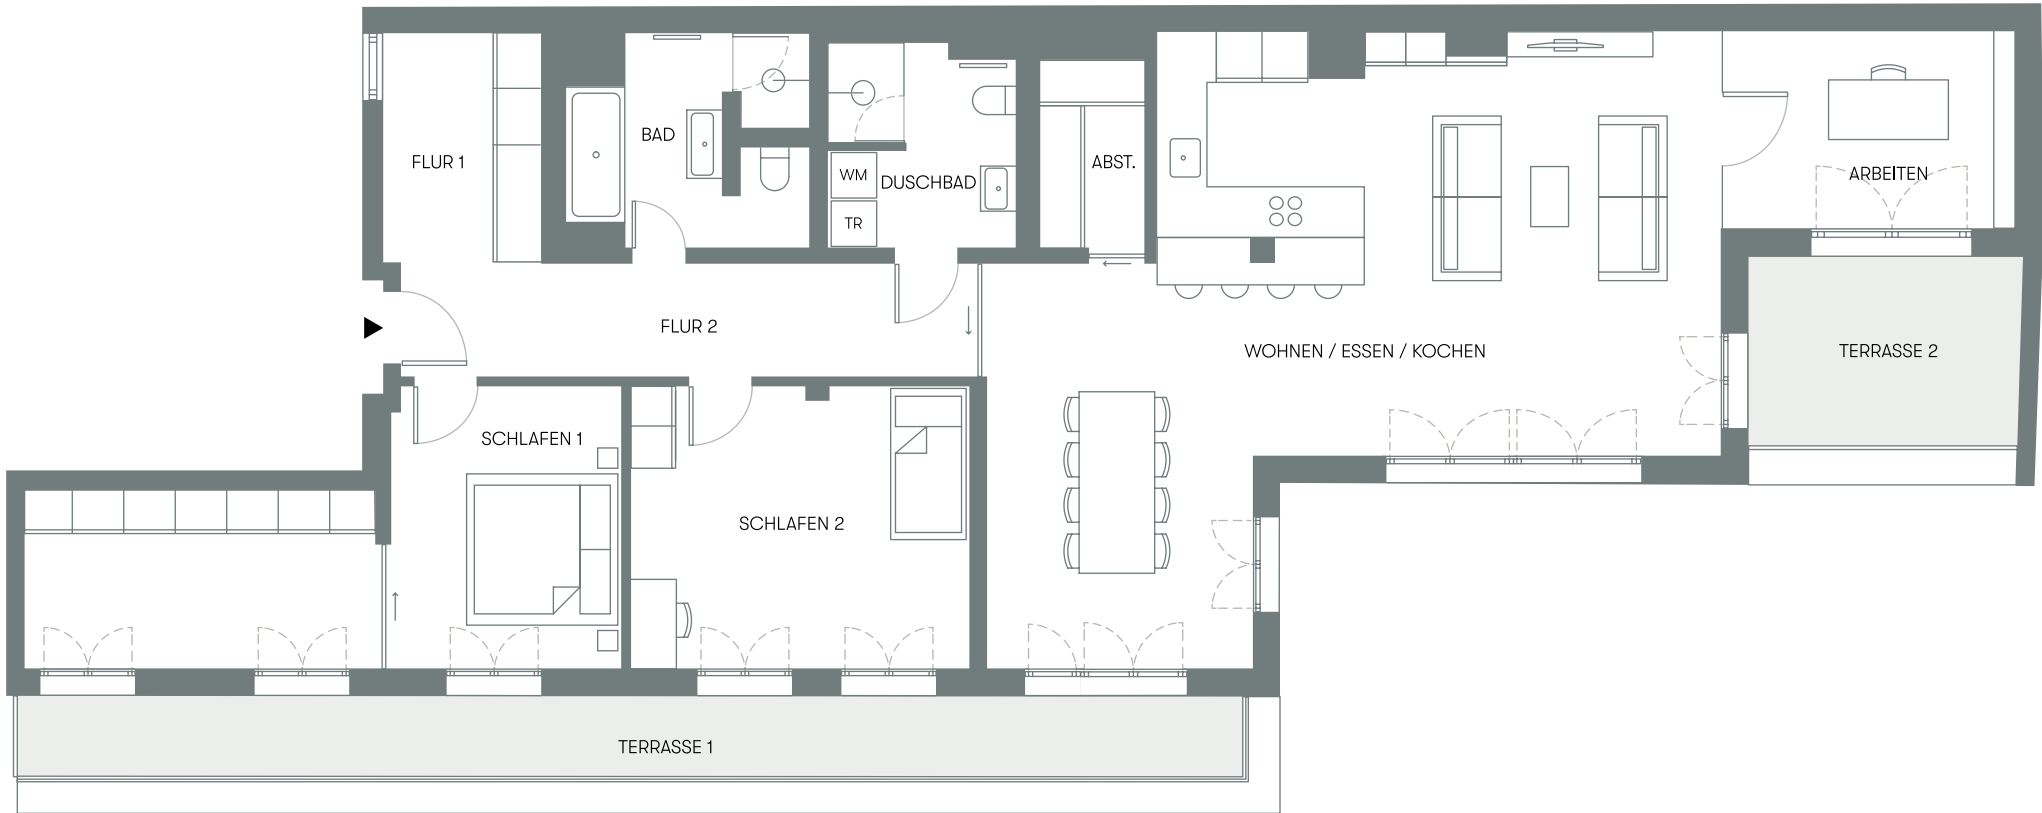 FLUR 1
BAD
WM
TR
DUSCHBAD
ABST.
ARBEITEN
FLUR 2
WOHNEN / ESSEN / KOCHEN
TERRASSE 2
SCHLAFEN 1
SCHLAFEN 2
TERRASSE 1